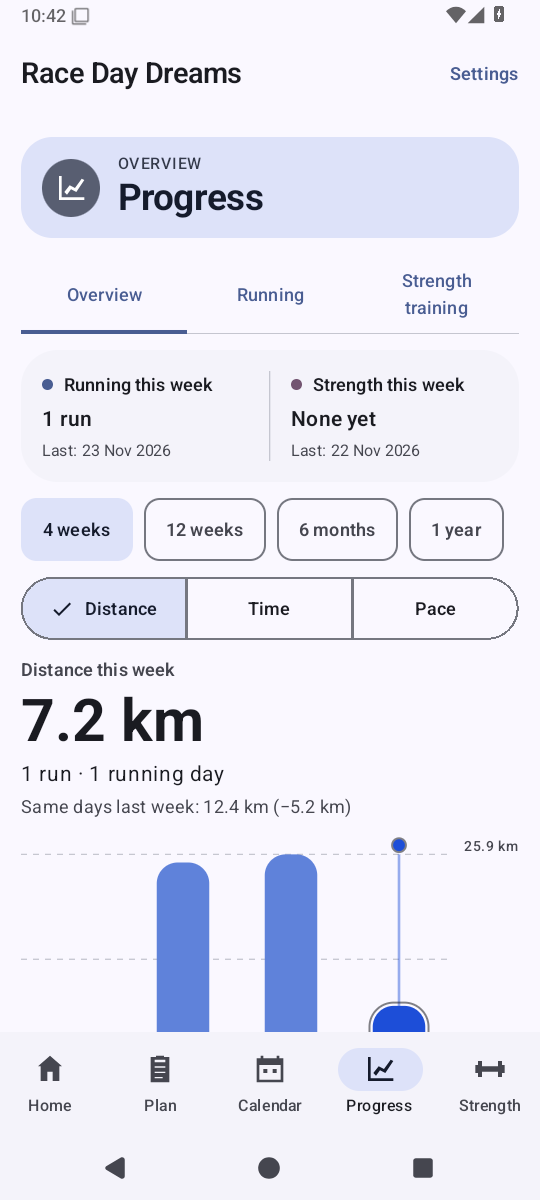 10:42
Race Day Dreams
Settings
OVERVIEW
Progress
Overview
Running
Strength
training
Running this week
1 run
Last: 23 Nov 2026
Strength this week
None yet
Last: 22 Nov 2026
4 weeks
12 weeks
6 months
1 year
Distance
Time
Pace
Distance this week
7.2 km
1 run · 1 running day
Same days last week: 12.4 km (−5.2 km)
25.9 km
Home
Plan
Calendar
Progress
Strength